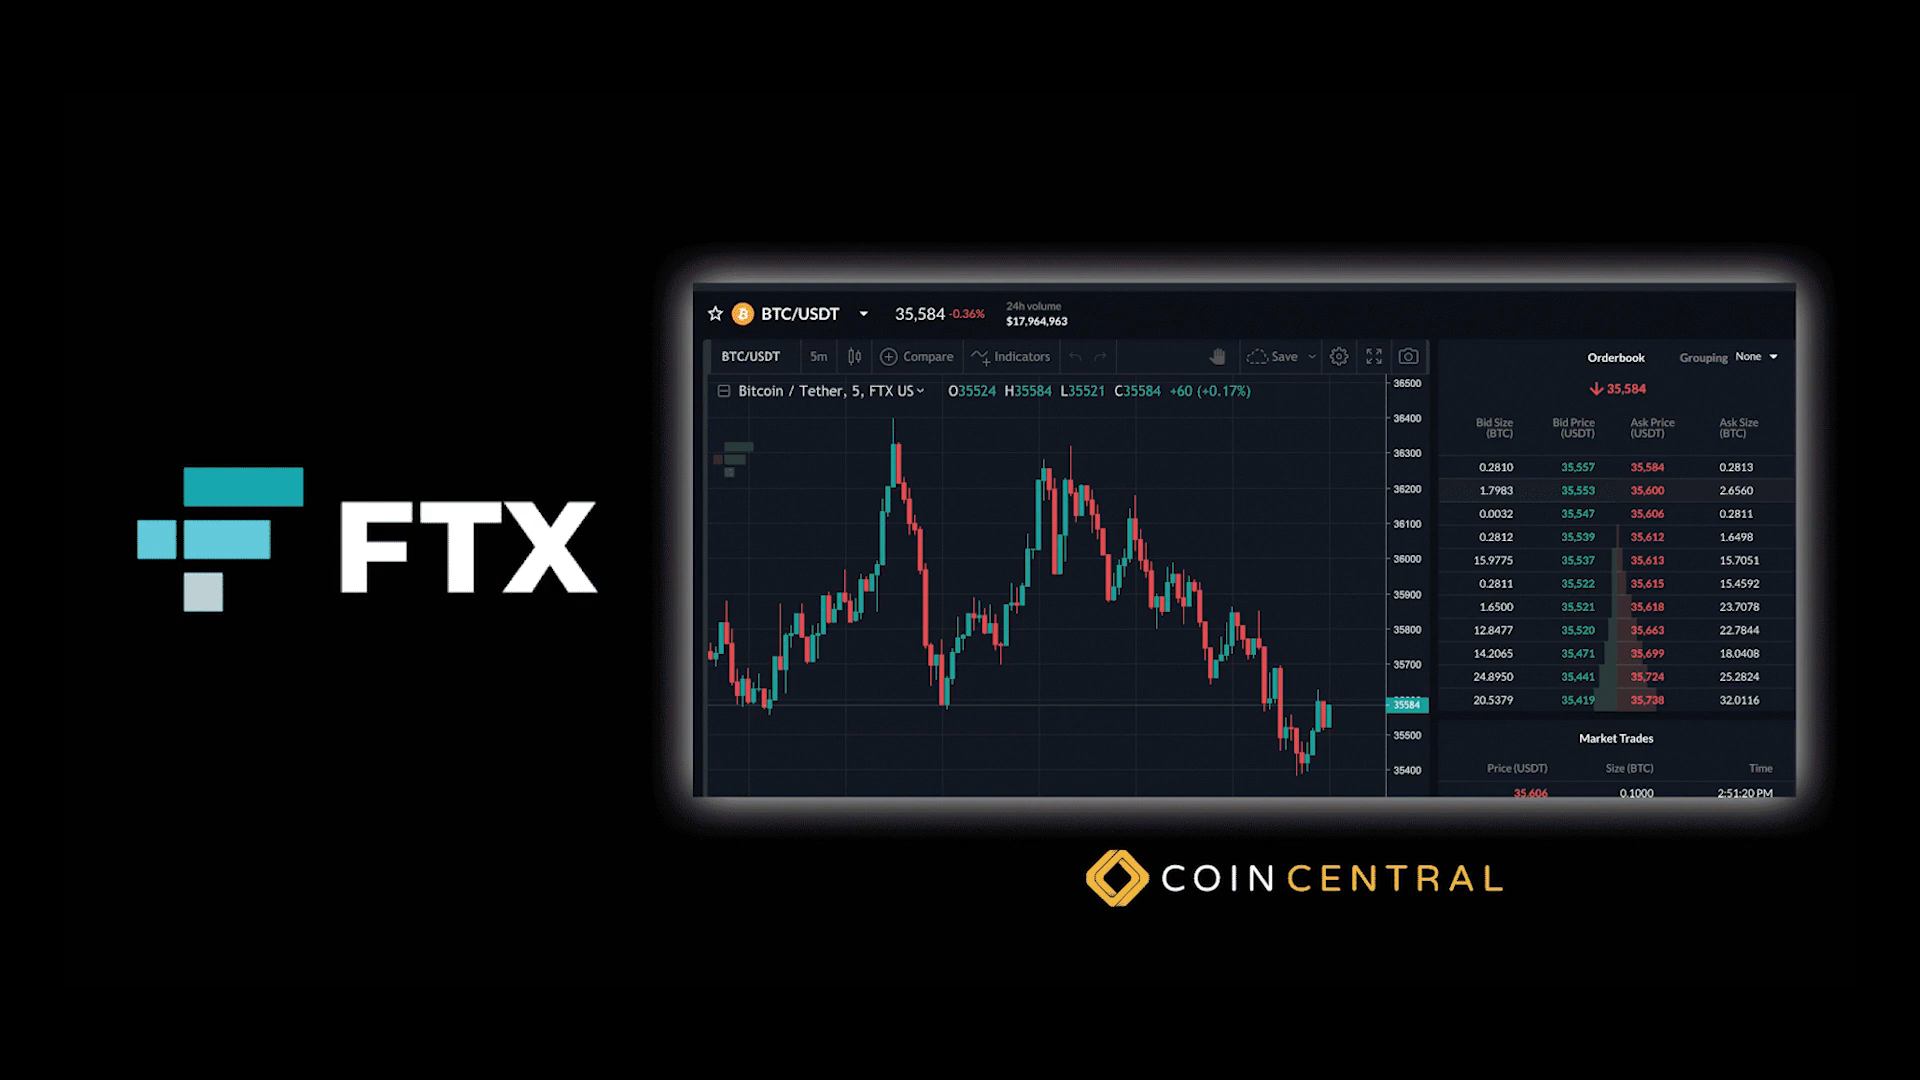 FTX
BTC/USDT 35,584 -0.36% 24h volume
$17,964,963
BTC/USDT 5m Compare Indicators Save
Bitcoin / Tether, 5, FTX US O35524 H35584 L35521 C35584 +60 (+0.17%)
36500
36400
36300
36200
36100
36000
35900
35800
35700
35584
35500
35400
Orderbook Grouping None
35,584
Bid Size (BTC) Bid Price (USDT) Ask Price (USDT) Ask Size (BTC)
0.2810 35,557 35,584 0.2813
1.7983 35,553 35,600 2.6560
0.0032 35,547 35,606 0.2811
0.2812 35,539 35,612 1.6498
15.9775 35,537 35,613 15.7051
0.2811 35,522 35,615 15.4592
1.6500 35,521 35,618 23.7078
12.8477 35,520 35,663 22.7844
14.2065 35,471 35,699 18.0408
24.8950 35,441 35,724 25.2824
20.5379 35,419 35,738 32.0116
Market Trades
Price (USDT) Size (BTC) Time
35,606 0.1000 2:51:20 PM
COINCENTRAL